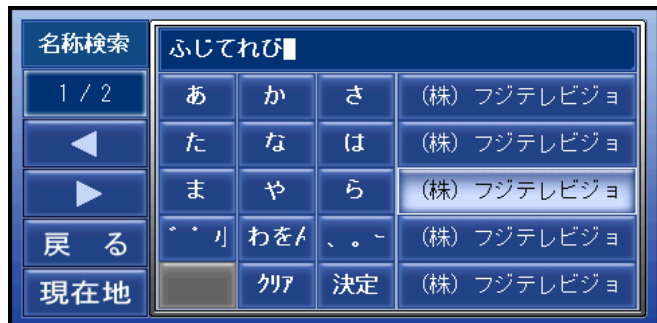 名称検索
ふじてれび
1/2
あ か さ (株) フジテレビジョ
◀ た な は (株) フジテレビジョ
▶ ま や ら (株) フジテレビジョ
戻る ゛゜小 わをん 、。ー (株) フジテレビジョ
現在地 クリア 決定 (株) フジテレビジョ